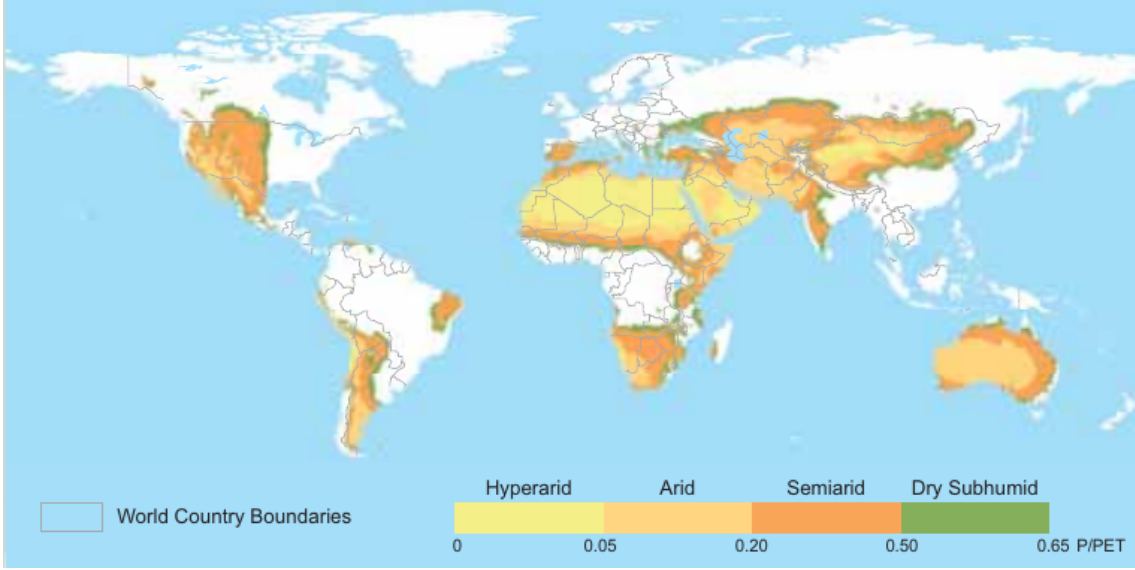 Hyperarid Arid Semiarid Dry Subhumid
World Country Boundaries
0 0.05 0.20 0.50 0.65 P/PET